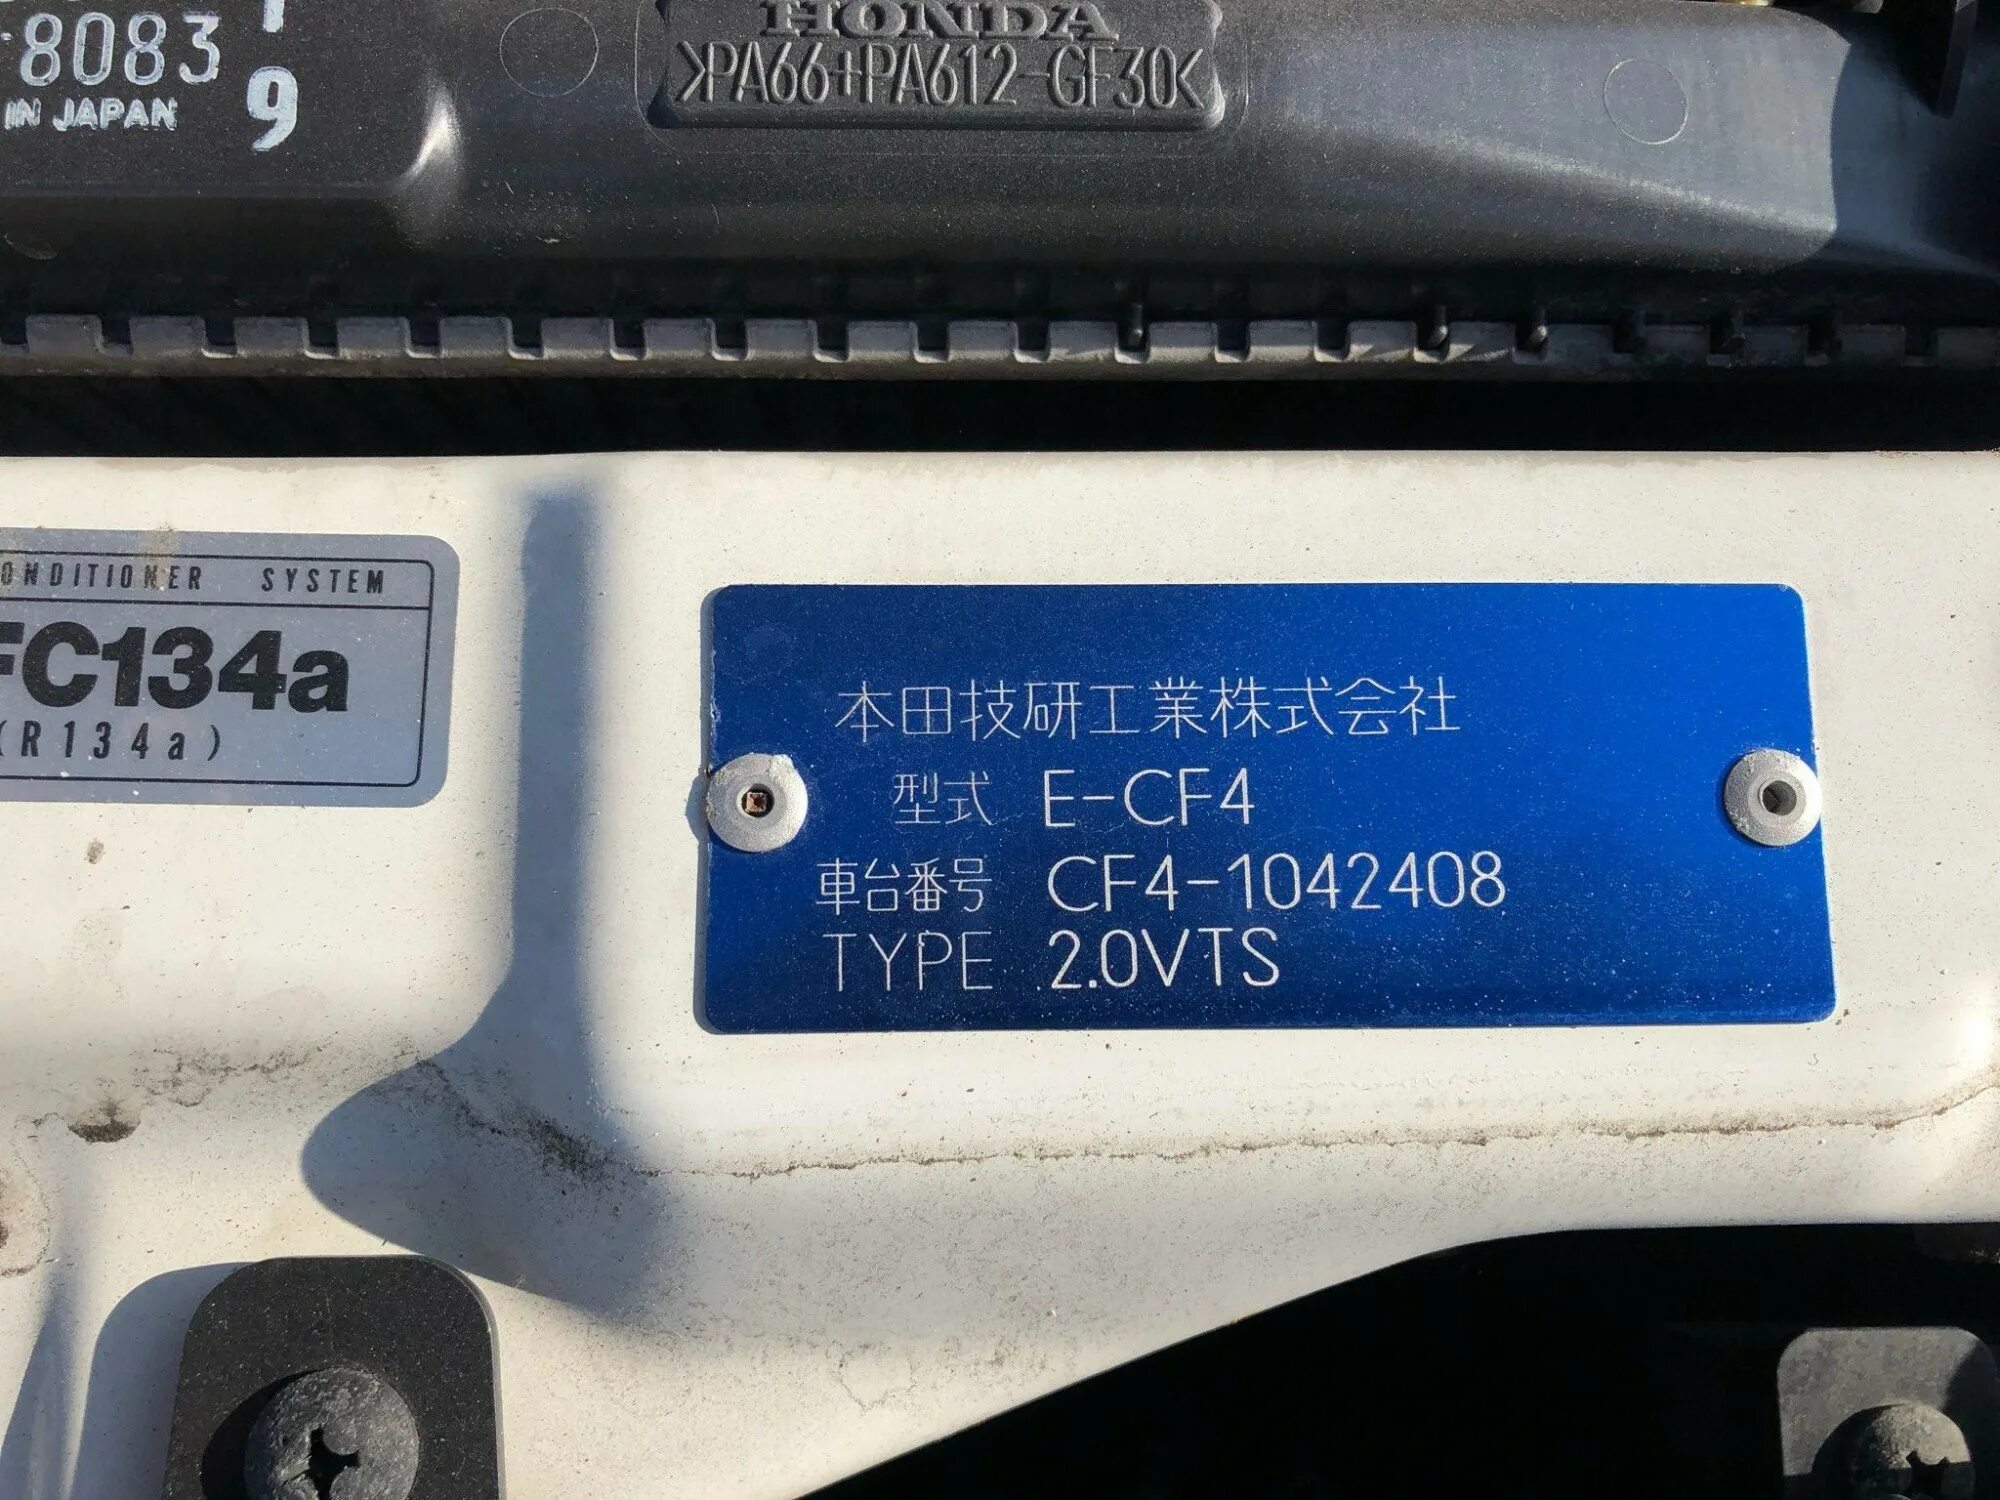 8083
IN JAPAN
9
HONDA
>PA66+PA612-GF30<
ONDITIONER SYSTEM
FC134a
(R134a)
本田技研工業株式会社
型式 E-CF4
車台番号 CF4-1042408
TYPE 2.0VTS